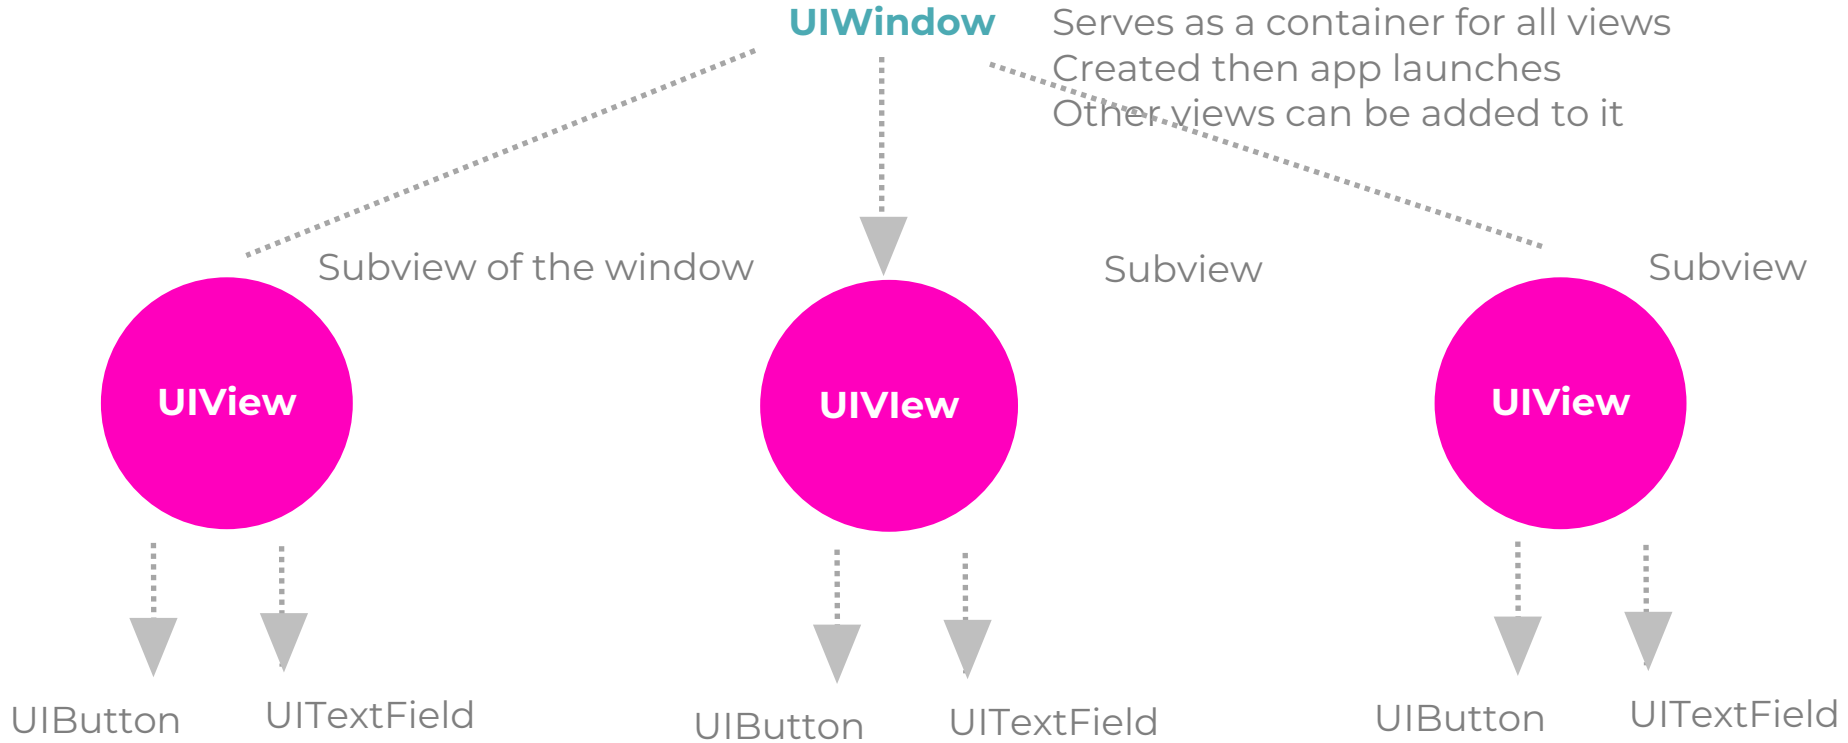 UIWindow
Serves as a container for all views
Created then app launches
Other views can be added to it
Subview of the window
Subview
Subview
UIView
UIVIew
UIView
UIButton
UITextField
UIButton
UITextField
UIButton
UITextField